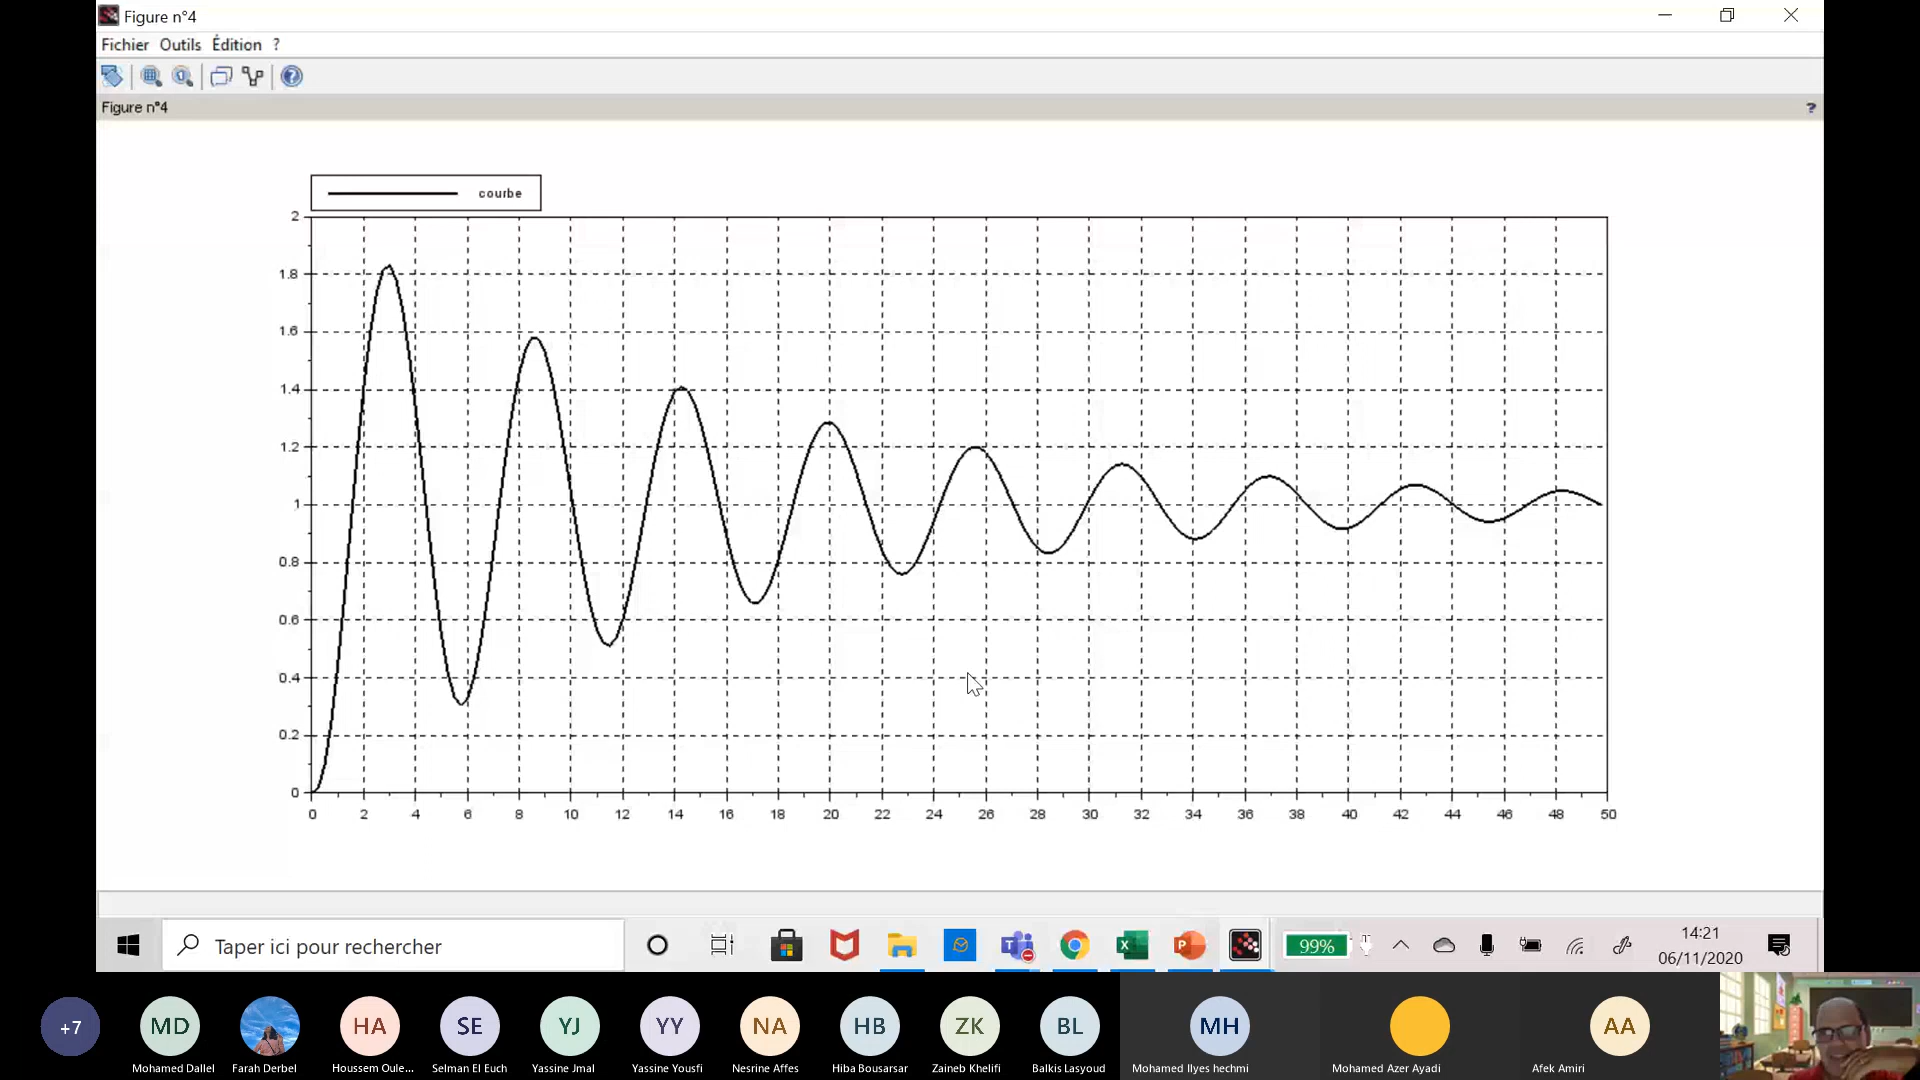 Figure n°4
Fichier Outils Édition ?
Figure n°4 ?
courbe
2
1.8
1.6
1.4
1.2
1
0.8
0.6
0.4
0.2
0
0 2 4 6 8 10 12 14 16 18 20 22 24 26 28 30 32 34 36 38 40 42 44 46 48 50
Taper ici pour rechercher
99%
14:21
06/11/2020
+7 MD HA SE YJ YY NA HB ZK BL MH AA
Mohamed Dallel Farah Derbel Houssem Oule... Selman El Euch Yassine Jmal Yassine Yousfi Nesrine Affes Hiba Bousarsar Zaineb Khelifi Balkis Lasyoud Mohamed Ilyes hechmi Mohamed Azer Ayadi Afek Amiri